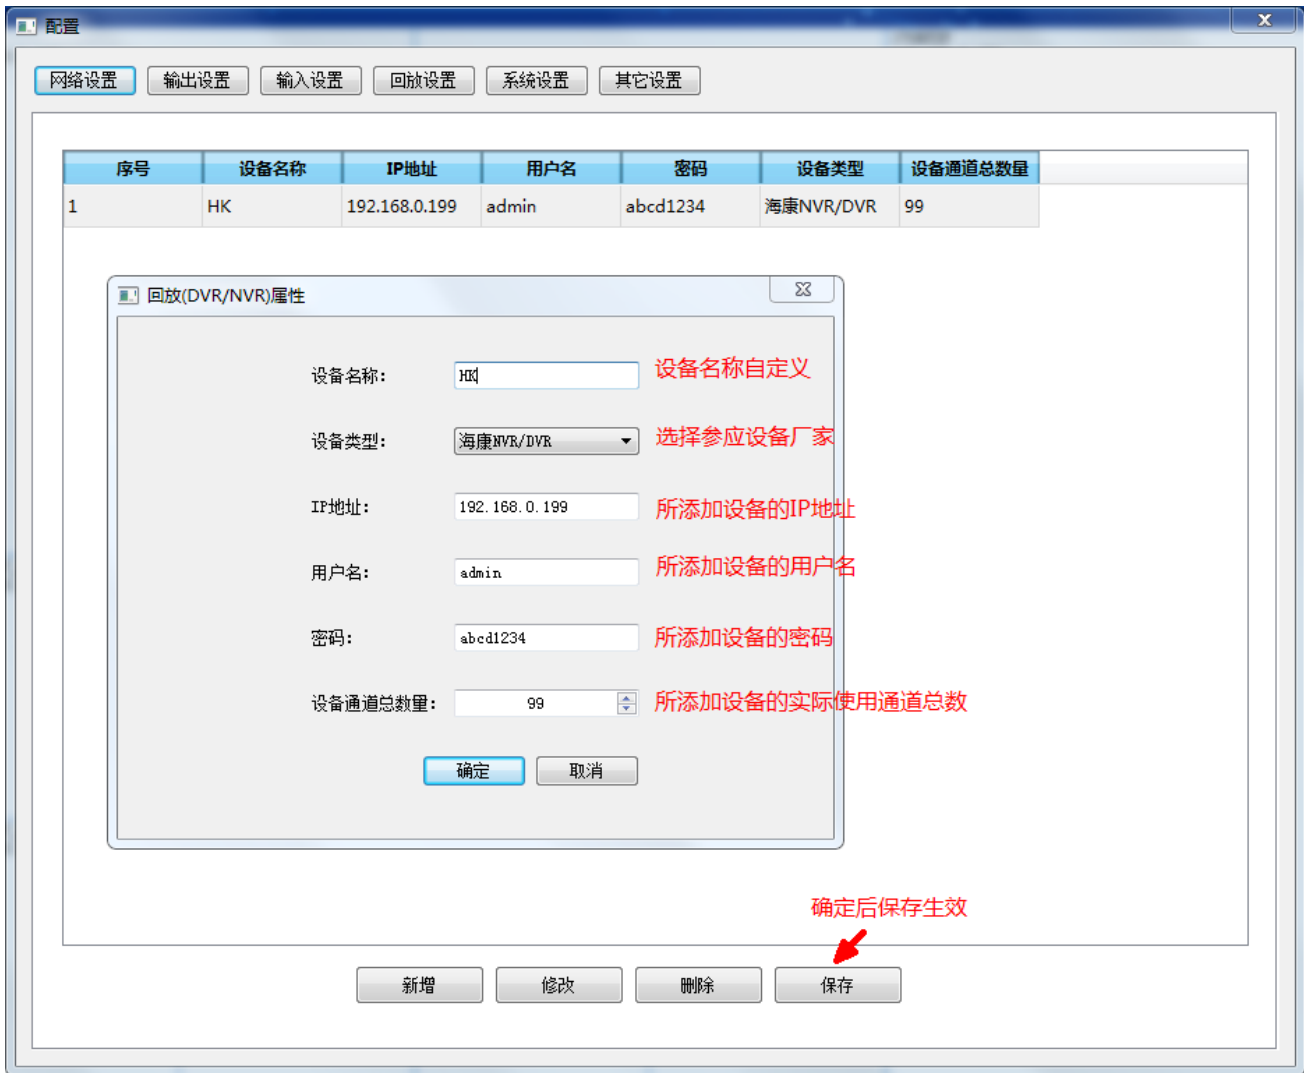 配置
网络设置 输出设置 输入设置 回放设置 系统设置 其它设置
序号 设备名称 IP地址 用户名 密码 设备类型 设备通道总数量
1 HK 192.168.0.199 admin abcd1234 海康NVR/DVR 99
回放(DVR/NVR)属性
设备名称: HK 设备名称自定义
设备类型: 海康NVR/DVR 选择参应设备厂家
IP地址: 192.168.0.199 所添加设备的IP地址
用户名: admin 所添加设备的用户名
密码: abcd1234 所添加设备的密码
设备通道总数量: 99 所添加设备的实际使用通道总数
确定 取消
确定后保存生效
新增 修改 删除 保存